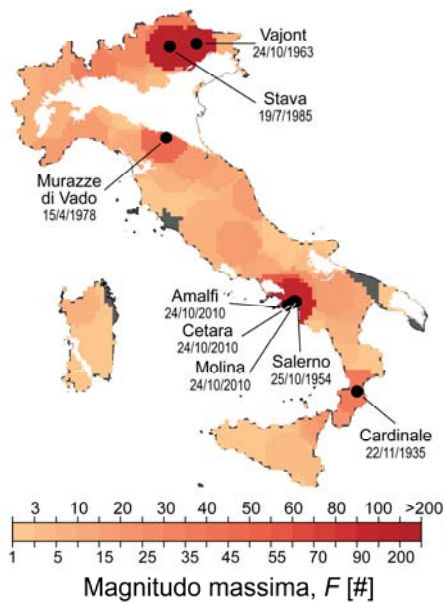 Vajont
24/10/1963
Stava
19/7/1985
Murazze
di Vado
15/4/1978
Amalfi
24/10/2010
Cetara
24/10/2010
Molina
24/10/2010
Salerno
25/10/1954
Cardinale
22/11/1935
3 10 20 30 40 50 60 80 100 >200
1 5 15 25 35 45 55 70 90 200
Magnitudo massima, F [#]